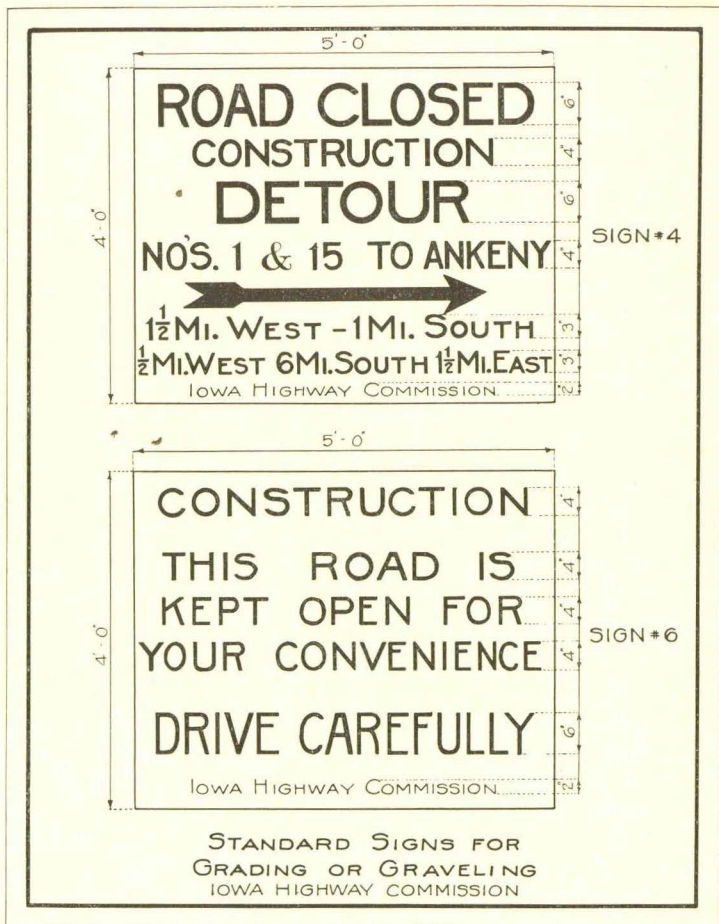 5'-0"
ROAD CLOSED
6"
CONSTRUCTION
4"
DETOUR
6"
4'-0"
SIGN #4
NO'S. 1 & 15 TO ANKENY
4"
1½ MI. WEST - 1 MI. SOUTH
3"
½ MI. WEST 6 MI. SOUTH 1½ MI. EAST
3"
IOWA HIGHWAY COMMISSION
2"
5'-0"
CONSTRUCTION
4"
THIS ROAD IS
4"
KEPT OPEN FOR
4"
4'-0"
SIGN #6
YOUR CONVENIENCE
4"
DRIVE CAREFULLY
6"
IOWA HIGHWAY COMMISSION
2"
STANDARD SIGNS FOR
GRADING OR GRAVELING
IOWA HIGHWAY COMMISSION